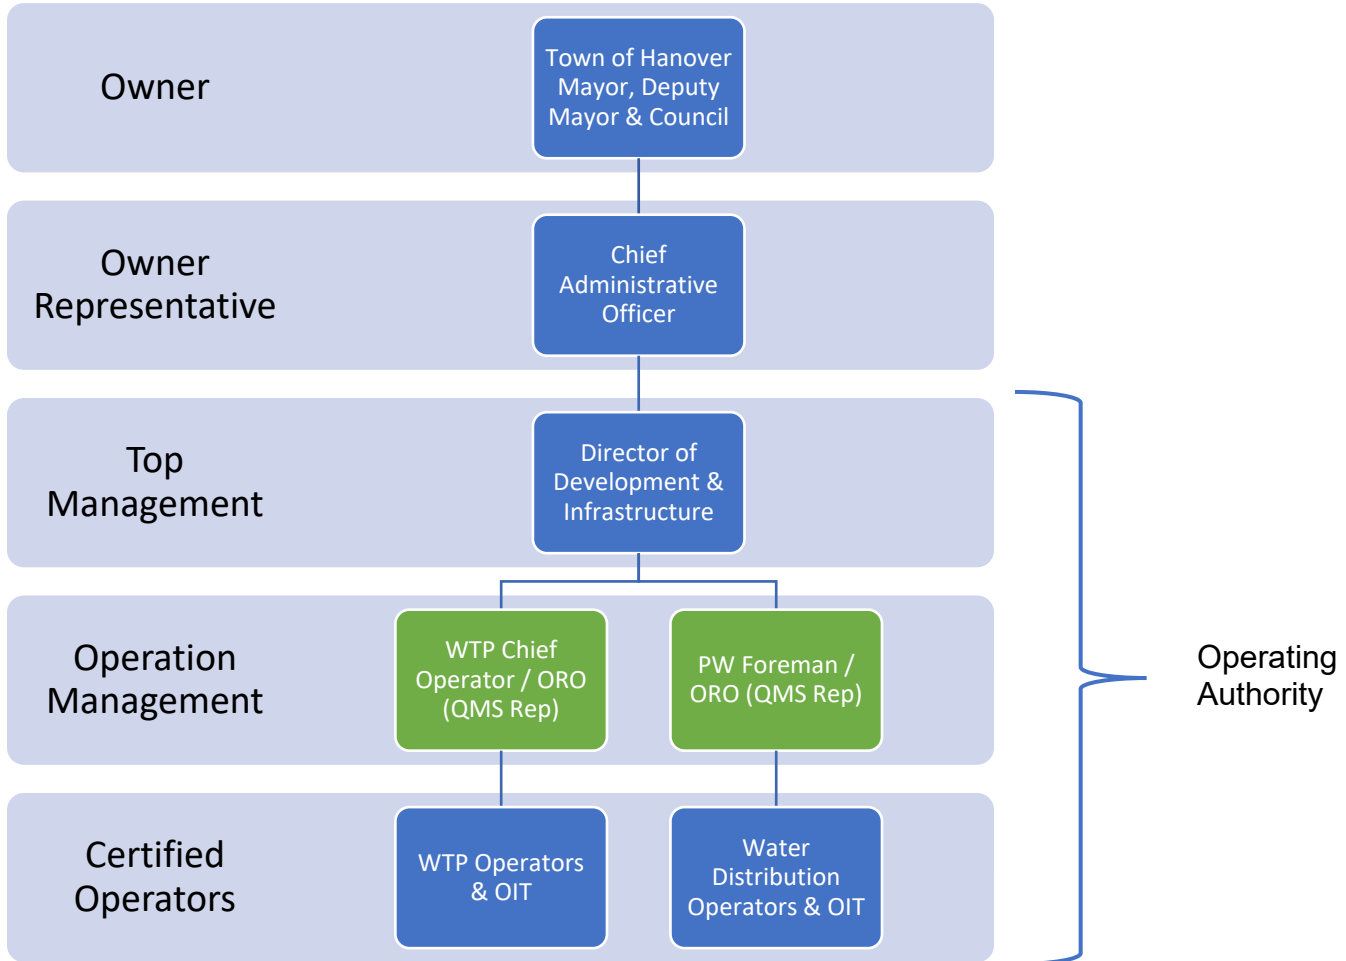 Owner
Town of Hanover
Mayor, Deputy
Mayor & Council
Owner
Representative
Chief
Administrative
Officer
Top
Management
Director of
Development &
Infrastructure
Operation
Management
WTP Chief
Operator / ORO
(QMS Rep)
PW Foreman /
ORO (QMS Rep)
Operating
Authority
Certified
Operators
WTP Operators
& OIT
Water
Distribution
Operators & OIT